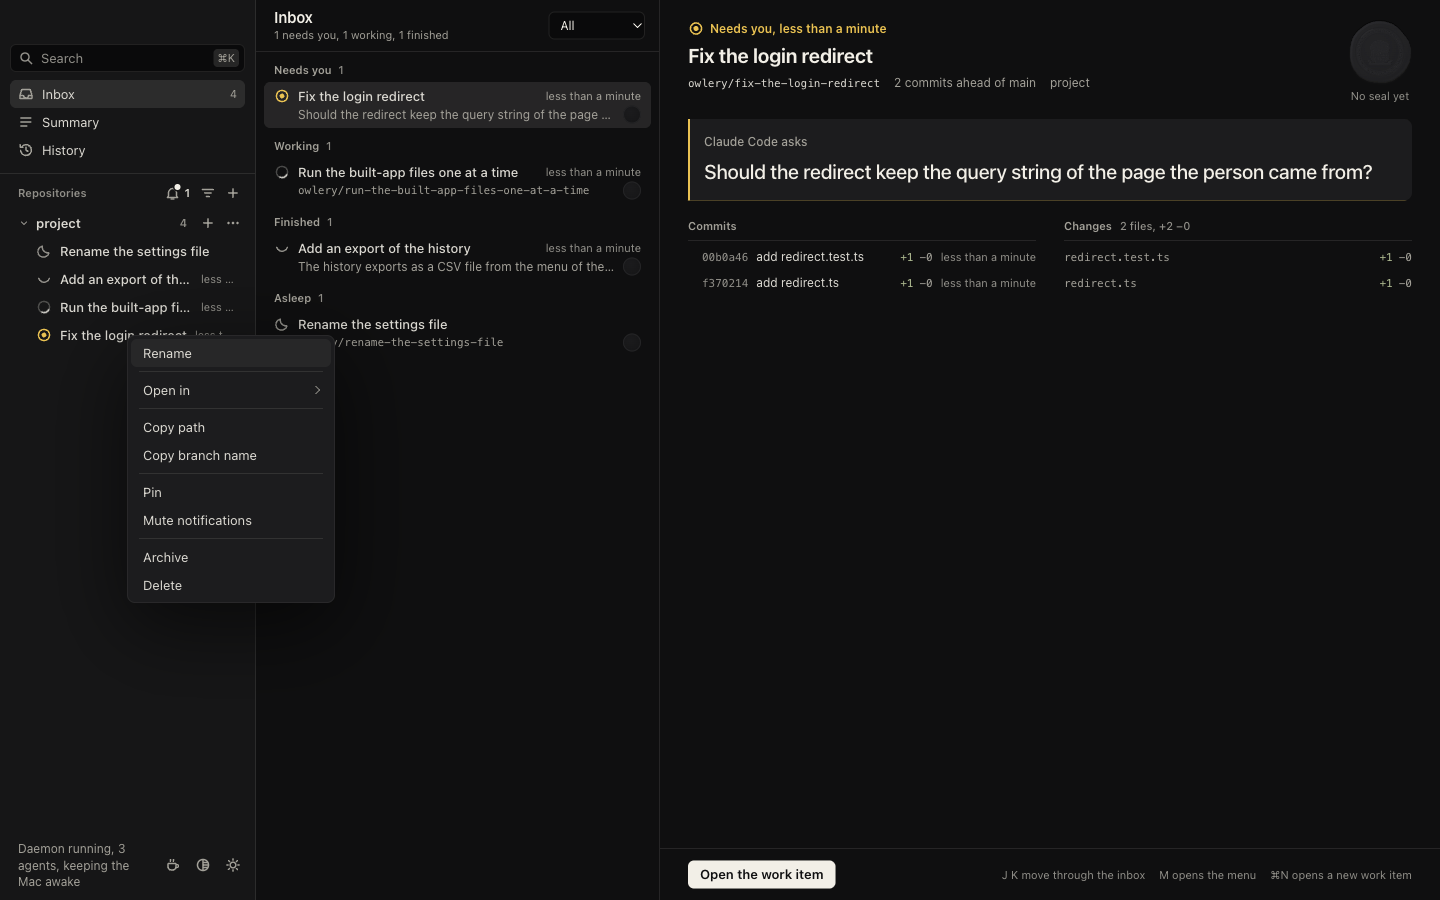 Search ⌘K
Inbox 4
Summary
History
Repositories 1
project 4
Rename the settings file
Add an export of th... less ...
Run the built-app fi... less ...
Fix the login redirect less t...
Rename
Open in
Copy path
Copy branch name
Pin
Mute notifications
Archive
Delete
Daemon running, 3
agents, keeping the
Mac awake
Inbox
1 needs you, 1 working, 1 finished
All
Needs you 1
Fix the login redirect less than a minute
Should the redirect keep the query string of the page ...
Working 1
Run the built-app files one at a time less than a minute
owlery/run-the-built-app-files-one-at-a-time
Finished 1
Add an export of the history less than a minute
The history exports as a CSV file from the menu of the...
Asleep 1
Rename the settings file
y/rename-the-settings-file
Needs you, less than a minute
Fix the login redirect
owlery/fix-the-login-redirect 2 commits ahead of main project
No seal yet
Claude Code asks
Should the redirect keep the query string of the page the person came from?
Commits
00b0a46 add redirect.test.ts +1 −0 less than a minute
f370214 add redirect.ts +1 −0 less than a minute
Changes 2 files, +2 −0
redirect.test.ts +1 −0
redirect.ts +1 −0
Open the work item
J K move through the inbox M opens the menu ⌘N opens a new work item